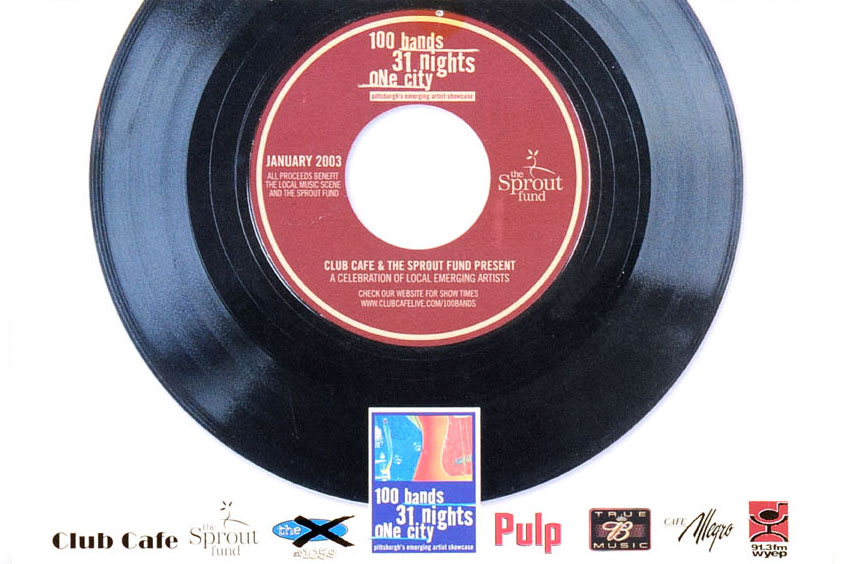 100 bands
31 nights
oNe city
pittsburgh's emerging artist showcase
JANUARY 2003
ALL PROCEEDS BENEFIT
THE LOCAL MUSIC SCENE
AND THE SPROUT FUND
the
Sprout
fund
CLUB CAFE & THE SPROUT FUND PRESENT
A CELEBRATION OF LOCAL EMERGING ARTISTS
CHECK OUR WEBSITE FOR SHOW TIMES
WWW.CLUBCAFELIVE.COM/100BANDS
100 bands
31 nights
oNe city
pittsburgh's emerging artist showcase
Club Cafe
the
Sprout
fund
the X
1059
Pulp
TRUE
B
MUSIC
CAFE Allegro
91.3fm
wyep